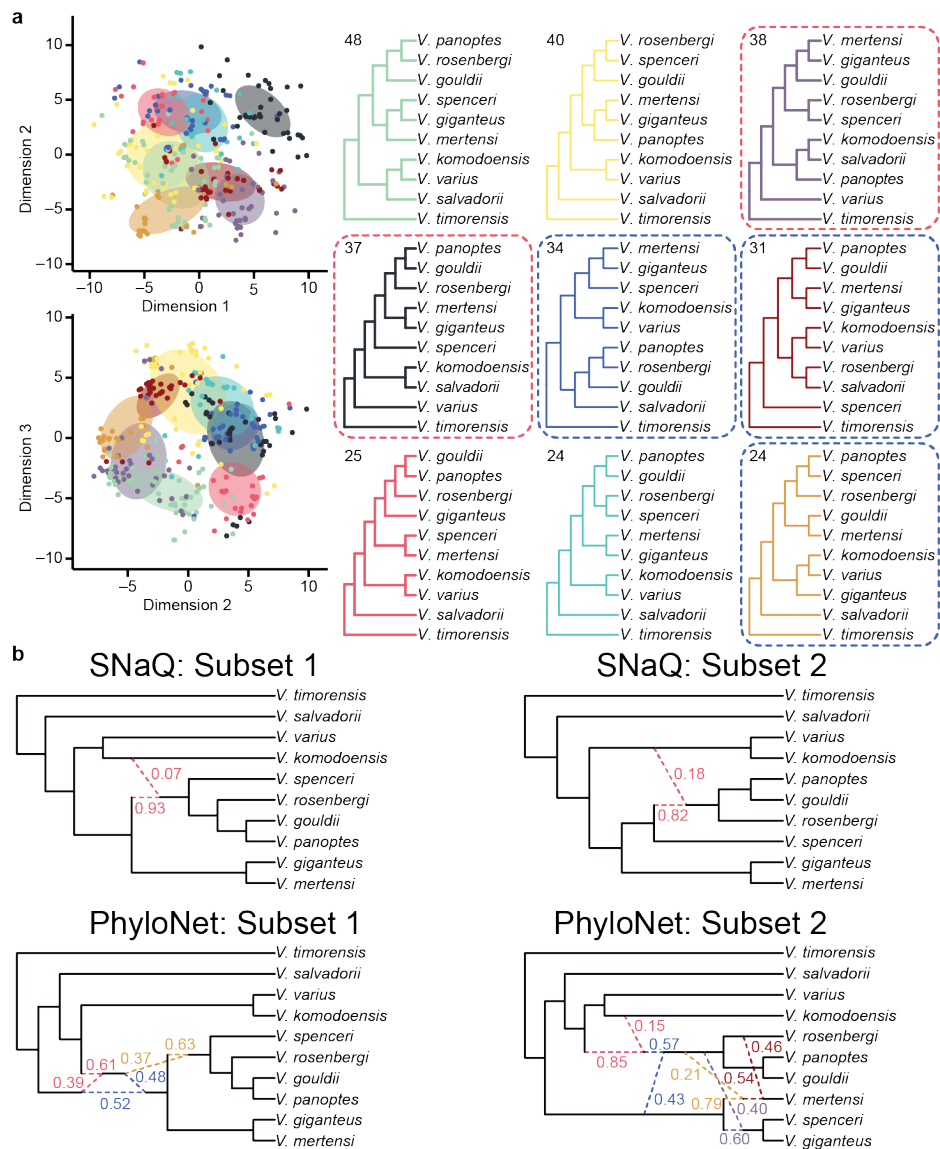 a
10
5
0
−5
−10
Dimension 2
−10
−5
0
5
10
Dimension 1
10
5
0
−5
−10
Dimension 3
−5
0
5
10
Dimension 2
48
V. panoptes
V. rosenbergi
V. gouldii
V. spenceri
V. giganteus
V. mertensi
V. komodoensis
V. varius
V. salvadorii
V. timorensis
40
V. rosenbergi
V. spenceri
V. gouldii
V. mertensi
V. giganteus
V. panoptes
V. komodoensis
V. varius
V. salvadorii
V. timorensis
38
V. mertensi
V. giganteus
V. gouldii
V. rosenbergi
V. spenceri
V. komodoensis
V. salvadorii
V. panoptes
V. varius
V. timorensis
37
V. panoptes
V. gouldii
V. rosenbergi
V. mertensi
V. giganteus
V. spenceri
V. komodoensis
V. salvadorii
V. varius
V. timorensis
34
V. mertensi
V. giganteus
V. spenceri
V. komodoensis
V. varius
V. panoptes
V. rosenbergi
V. gouldii
V. salvadorii
V. timorensis
31
V. panoptes
V. gouldii
V. mertensi
V. giganteus
V. komodoensis
V. varius
V. rosenbergi
V. salvadorii
V. spenceri
V. timorensis
25
V. gouldii
V. panoptes
V. rosenbergi
V. giganteus
V. spenceri
V. mertensi
V. komodoensis
V. varius
V. salvadorii
V. timorensis
24
V. panoptes
V. gouldii
V. rosenbergi
V. spenceri
V. mertensi
V. giganteus
V. komodoensis
V. varius
V. salvadorii
V. timorensis
24
V. panoptes
V. spenceri
V. rosenbergi
V. gouldii
V. mertensi
V. komodoensis
V. varius
V. giganteus
V. salvadorii
V. timorensis
b
SNaQ: Subset 1
V. timorensis
V. salvadorii
V. varius
V. komodoensis
0.07
V. spenceri
0.93
V. rosenbergi
V. gouldii
V. panoptes
V. giganteus
V. mertensi
SNaQ: Subset 2
V. timorensis
V. salvadorii
V. varius
V. komodoensis
0.18
V. panoptes
V. gouldii
0.82
V. rosenbergi
V. spenceri
V. giganteus
V. mertensi
PhyloNet: Subset 1
V. timorensis
V. salvadorii
V. varius
V. komodoensis
V. spenceri
0.63
0.37
V. rosenbergi
0.61
0.48
0.39
V. gouldii
0.52
V. panoptes
V. giganteus
V. mertensi
PhyloNet: Subset 2
V. timorensis
V. salvadorii
V. varius
V. komodoensis
0.15
V. rosenbergi
0.57
0.46
0.85
V. panoptes
0.21
0.54
V. gouldii
0.43
0.79
0.40
V. mertensi
V. spenceri
0.60
V. giganteus